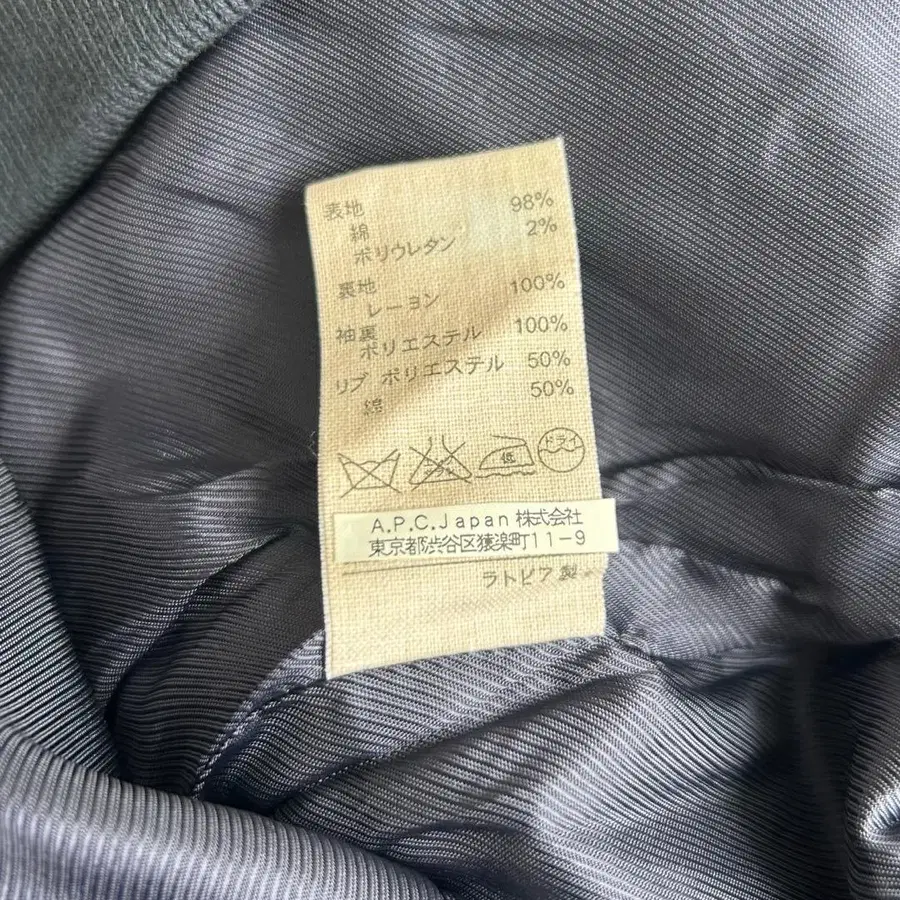 表地
綿 98%
ポリウレタン 2%
裏地
レーヨン 100%
袖裏
ポリエステル 100%
リブ ポリエステル 50%
綿 50%
低 ドライ
A.P.C.Japan 株式会社
東京都渋谷区猿楽町11-9
ラトビア製